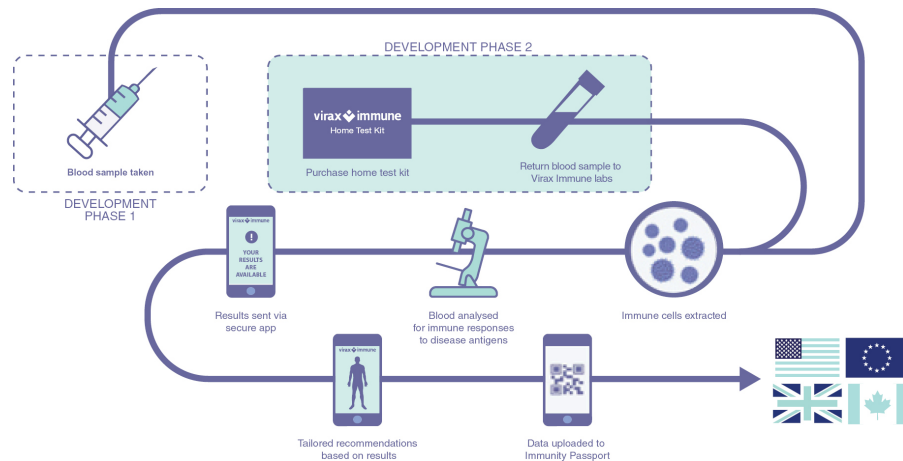 DEVELOPMENT PHASE 2
virax immune
Home Test Kit
Blood sample taken
Purchase home test kit
Return blood sample to
Virax Immune labs
DEVELOPMENT
PHASE 1
virax immune
YOUR
RESULTS
ARE
AVAILABLE
Results sent via
secure app
Blood analysed
for immune responses
to disease antigens
Immune cells extracted
virax immune
Tailored recommendations
based on results
Data uploaded to
Immunity Passport